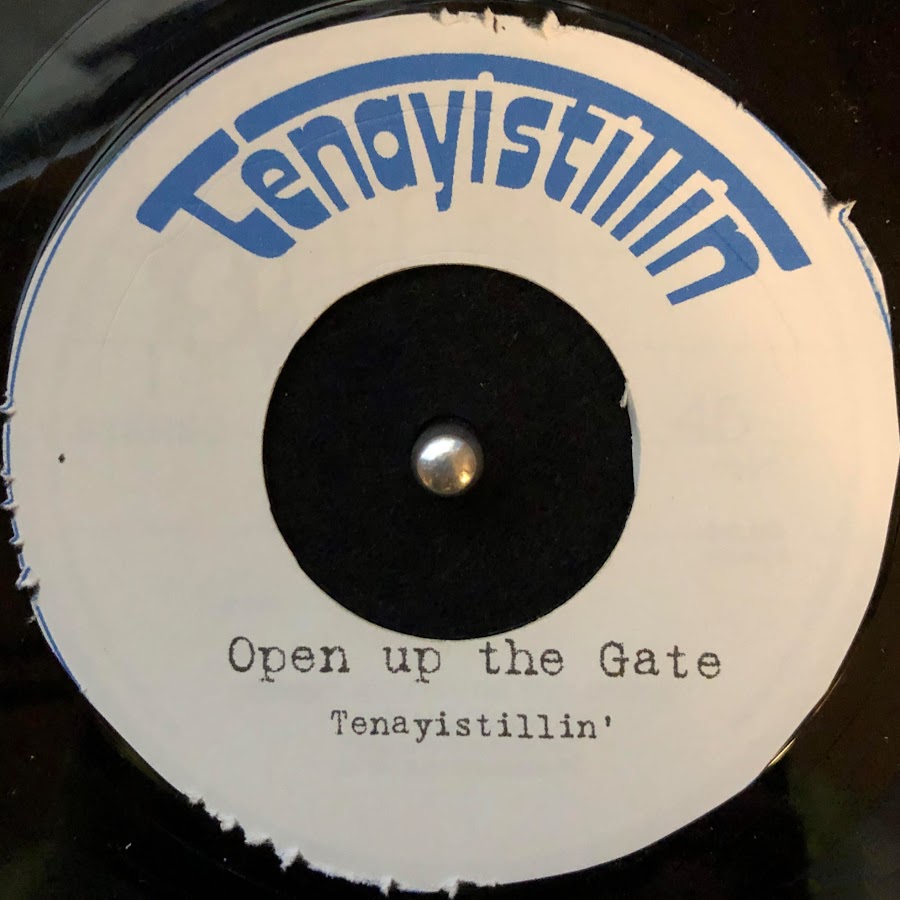 Tenayistillin
Open up the Gate
Tenayistillin'